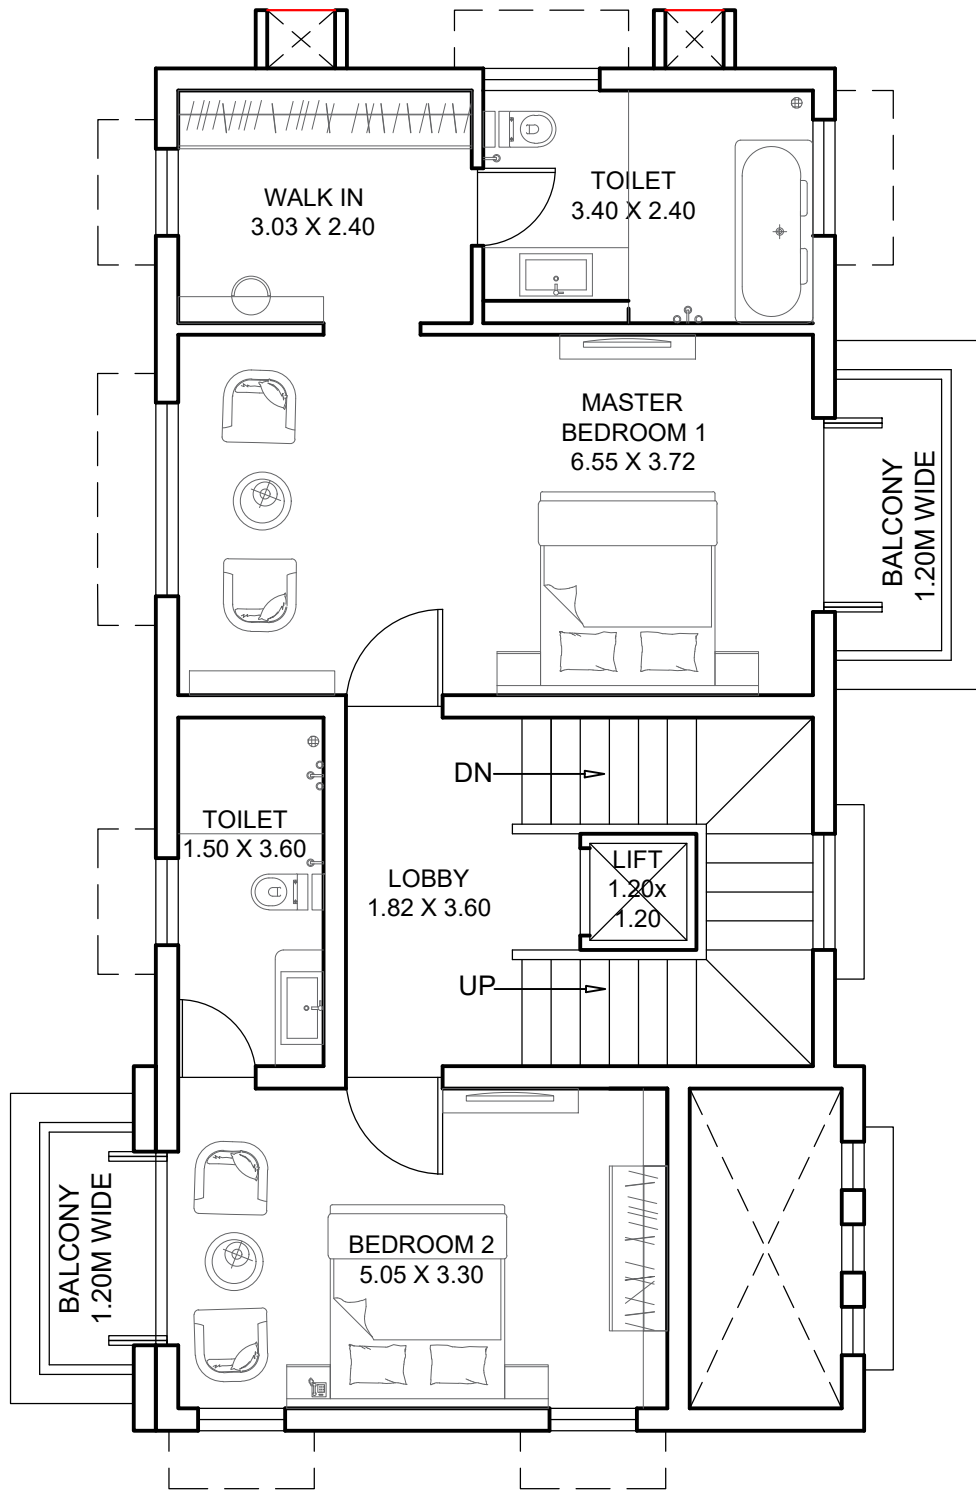 WALK IN
3.03 X 2.40
TOILET
3.40 X 2.40
MASTER
BEDROOM 1
6.55 X 3.72
BALCONY
1.20M WIDE
DN
TOILET
1.50 X 3.60
LOBBY
1.82 X 3.60
LIFT
1.20x
1.20
UP
BALCONY
1.20M WIDE
BEDROOM 2
5.05 X 3.30